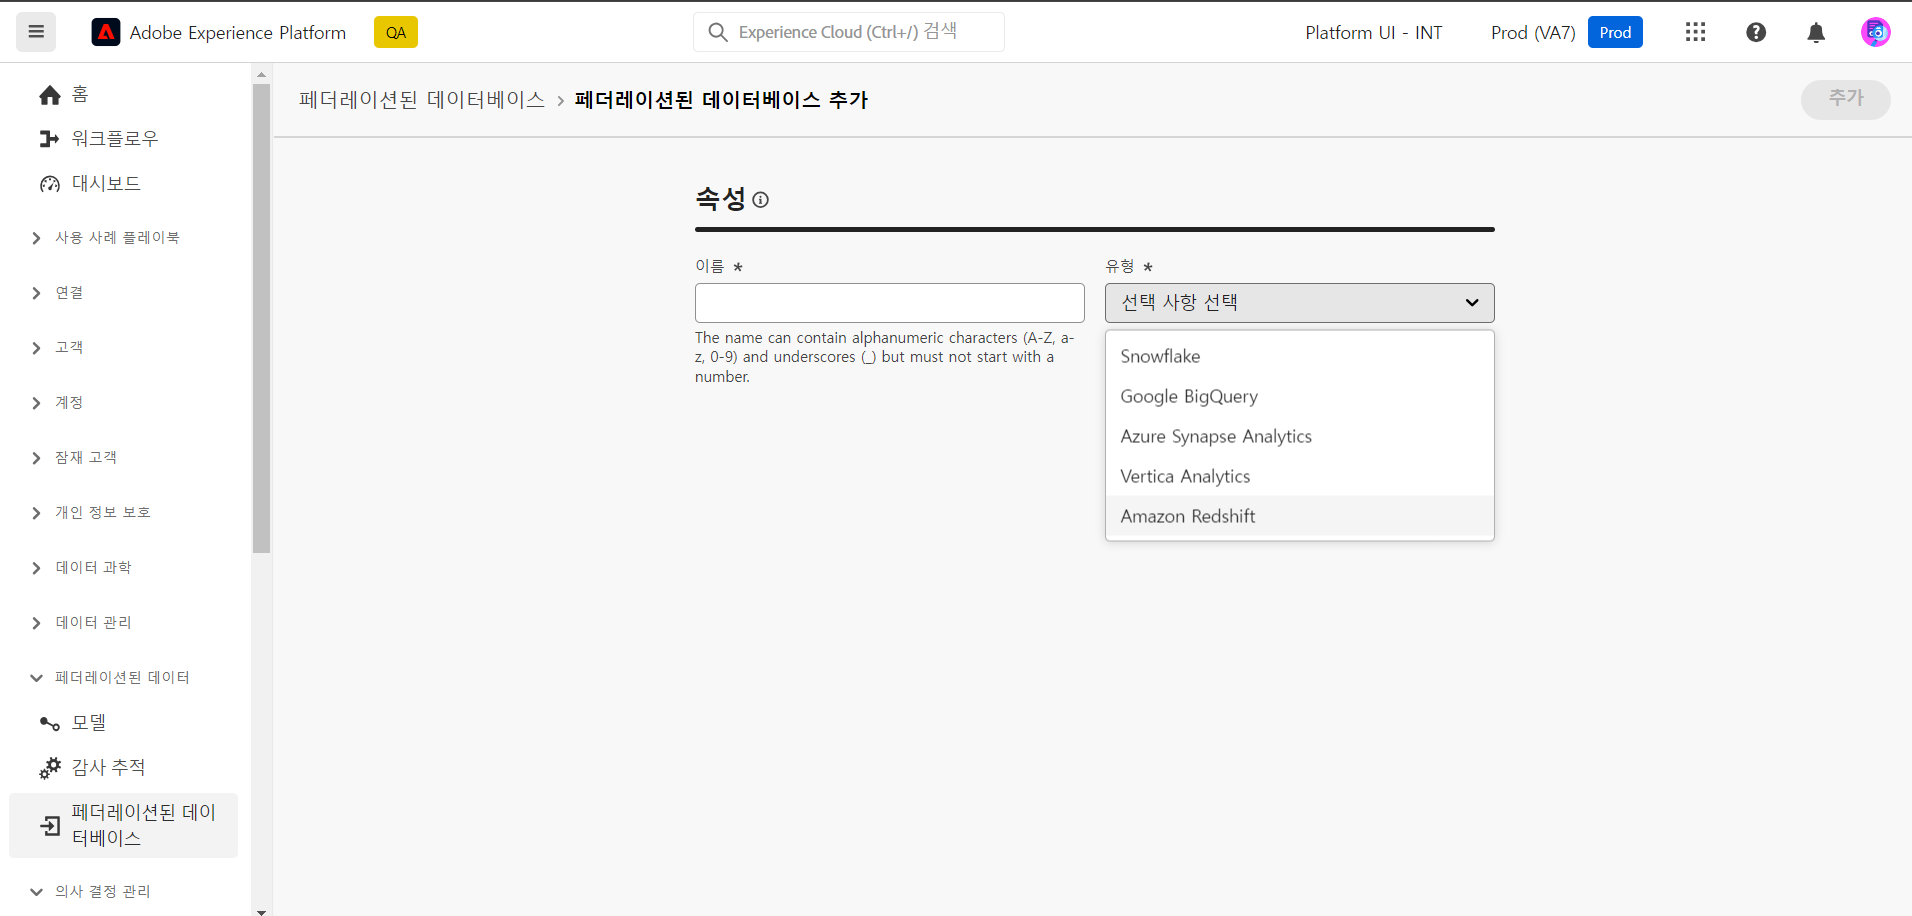 Adobe Experience Platform
QA
Experience Cloud (Ctrl+/) 검색
Platform UI - INT
Prod (VA7)
Prod
홈
워크플로우
대시보드
사용 사례 플레이북
연결
고객
계정
잠재 고객
개인 정보 보호
데이터 과학
데이터 관리
페더레이션된 데이터
모델
감사 추적
페더레이션된 데이
터베이스
의사 결정 관리
페더레이션된 데이터베이스 › 페더레이션된 데이터베이스 추가
추가
속성
이름 *
The name can contain alphanumeric characters (A-Z, a-
z, 0-9) and underscores (_) but must not start with a
number.
유형 *
선택 사항 선택
Snowflake
Google BigQuery
Azure Synapse Analytics
Vertica Analytics
Amazon Redshift